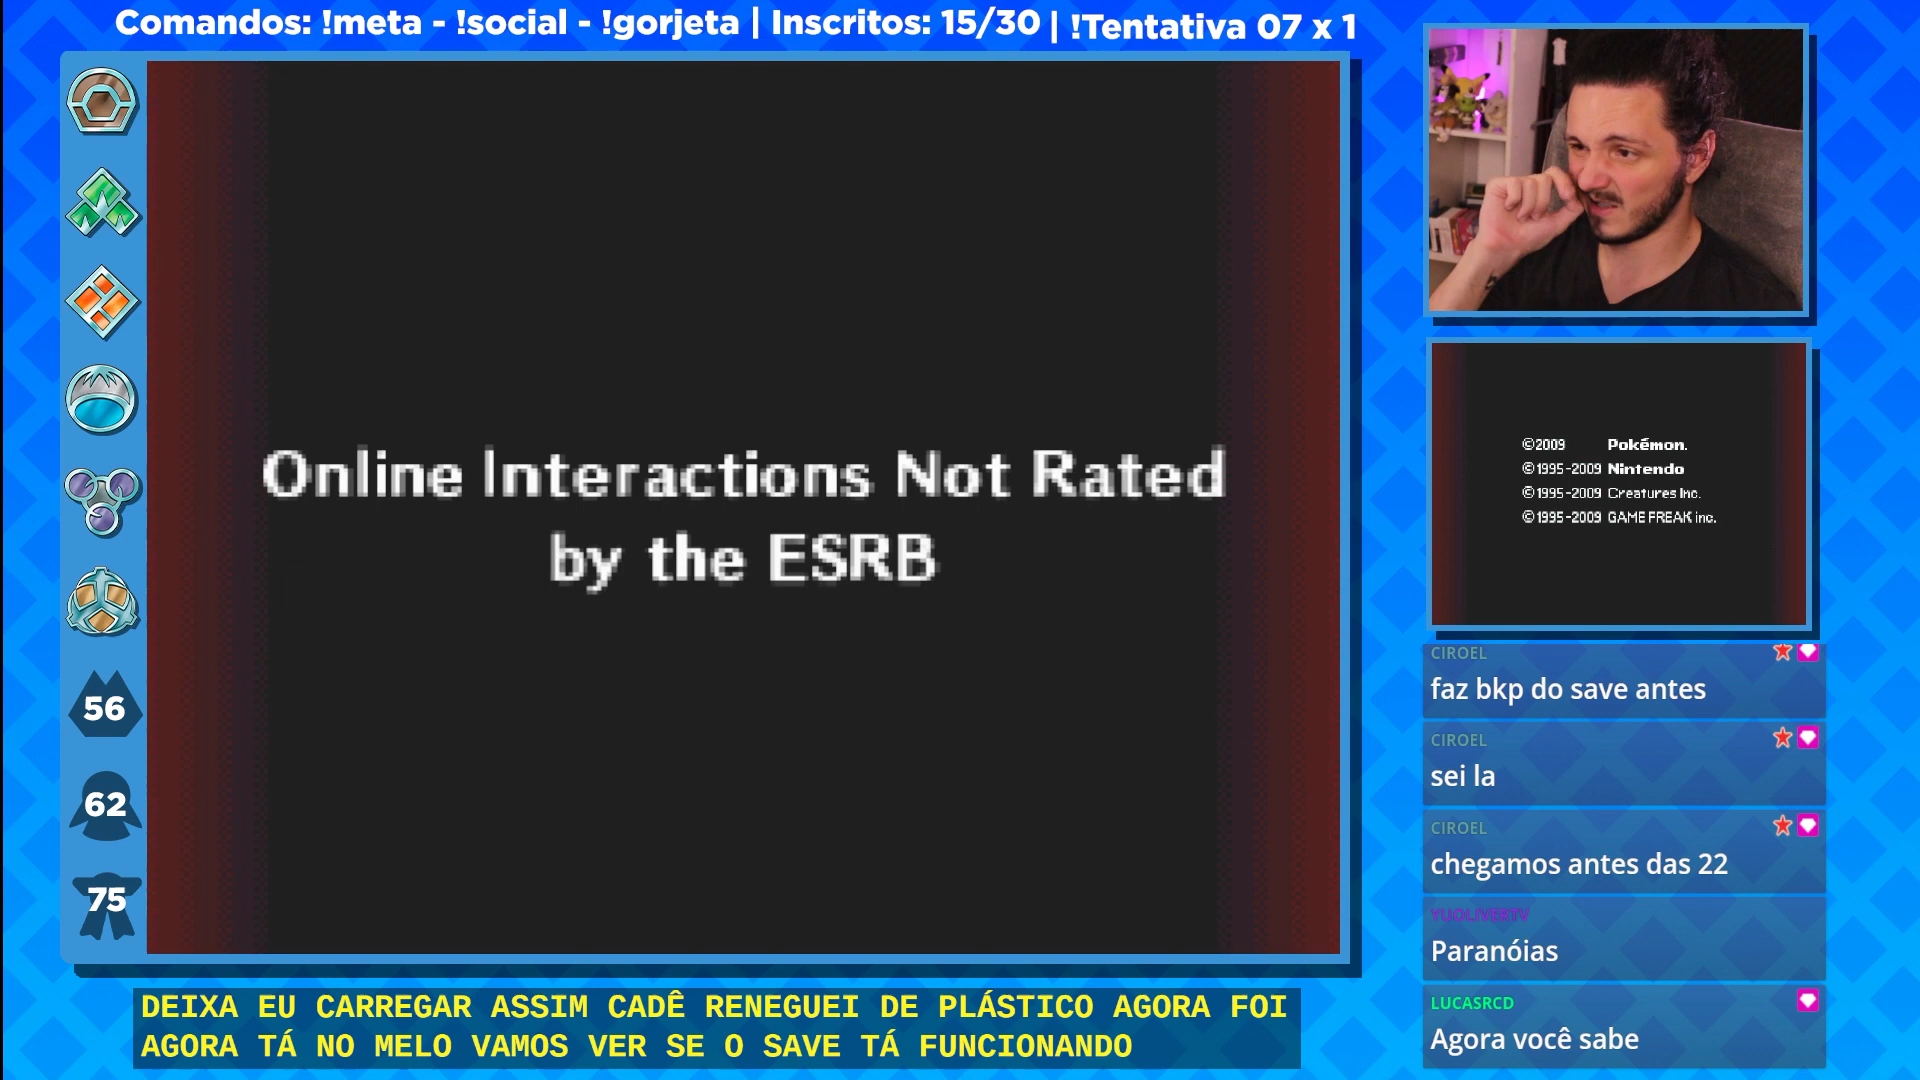 Comandos: !meta - !social - !gorjeta | Inscritos: 15/30 | !Tentativa 07 x 1
Online Interactions Not Rated
by the ESRB
56
62
75
©2009 Pokémon.
©1995-2009 Nintendo
©1995-2009 Creatures Inc.
©1995-2009 GAME FREAK inc.
CIROEL
faz bkp do save antes
CIROEL
sei la
CIROEL
chegamos antes das 22
YUOLIVERTV
Paranóias
LUCASRCD
Agora você sabe
DEIXA EU CARREGAR ASSIM CADÊ RENEGUEI DE PLÁSTICO AGORA FOI
AGORA TÁ NO MELO VAMOS VER SE O SAVE TÁ FUNCIONANDO